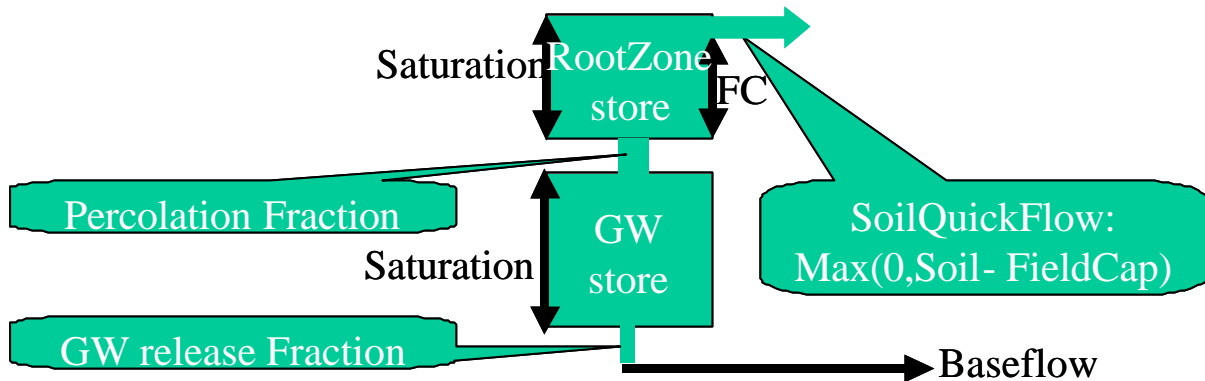 Saturation
RootZone
store
FC
Percolation Fraction
GW
store
Saturation
SoilQuickFlow:
Max(0,Soil- FieldCap)
GW release Fraction
Baseflow